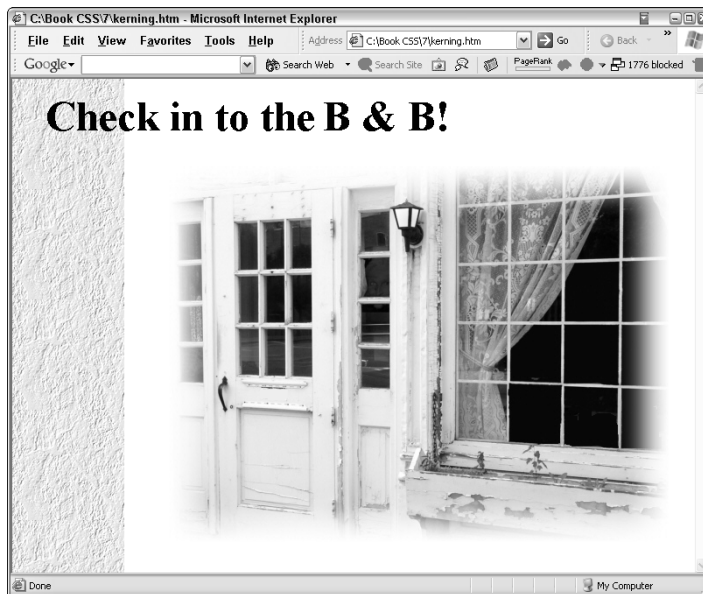 C:\Book CSS\7\kerning.htm - Microsoft Internet Explorer
File Edit View Favorites Tools Help Address C:\Book CSS\7\kerning.htm Go Back »
Google Search Web Search Site PageRank 1776 blocked
Check in to the B & B!
Done My Computer